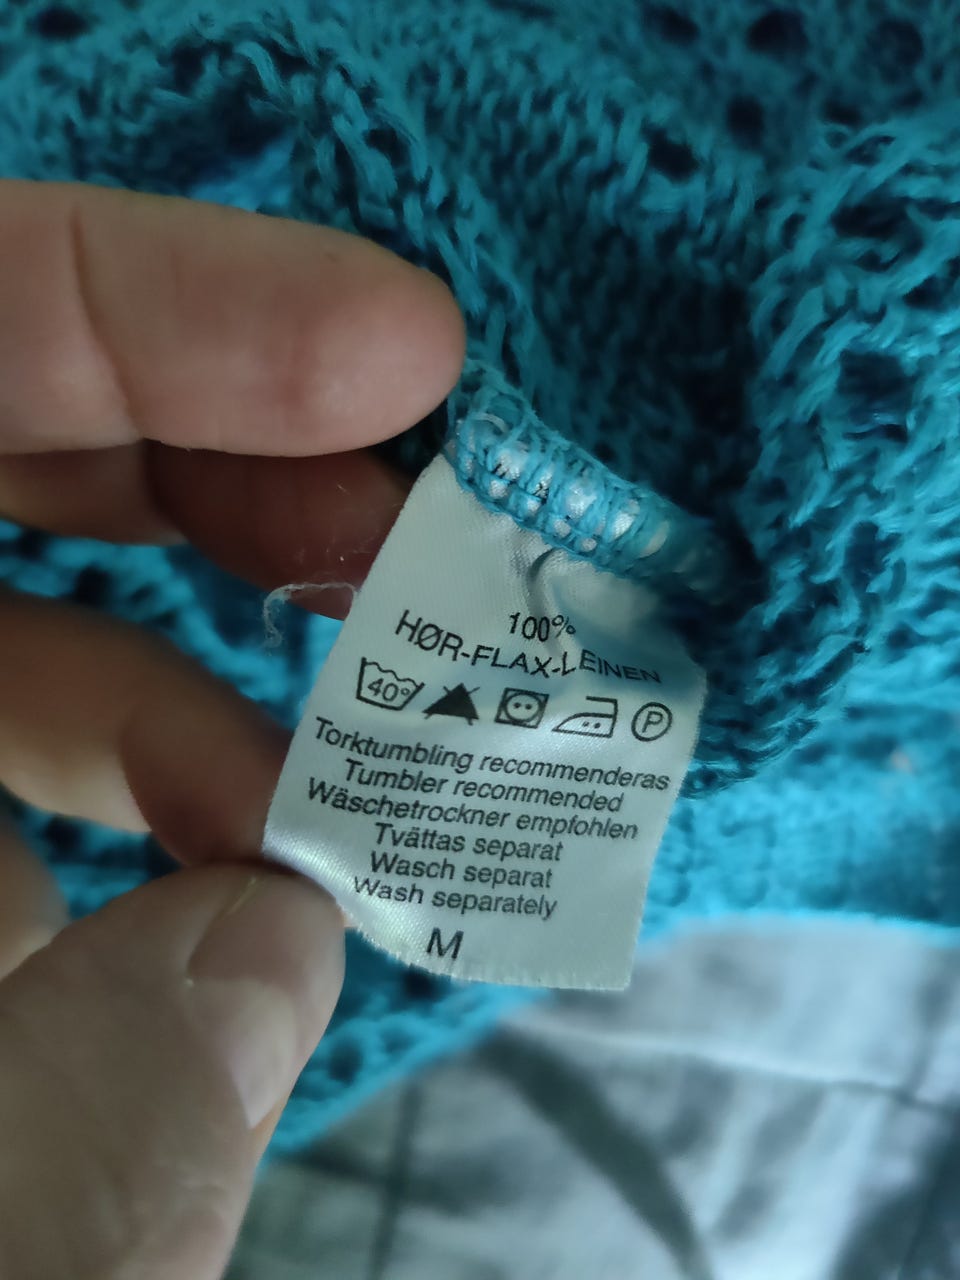 100%
HØR-FLAX-LEINEN
40° P
Torktumbling recommenderas
Tumbler recommended
Wäschetrockner empfohlen
Tvättas separat
Wasch separat
Wash separately
M